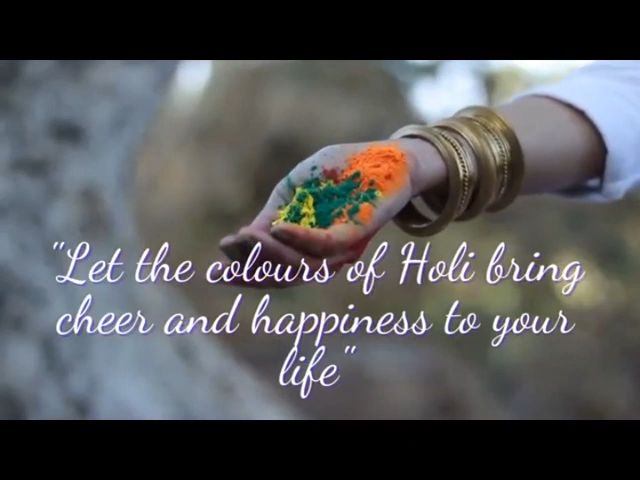 "Let the colours of Holi bring
cheer and happiness to your
life"